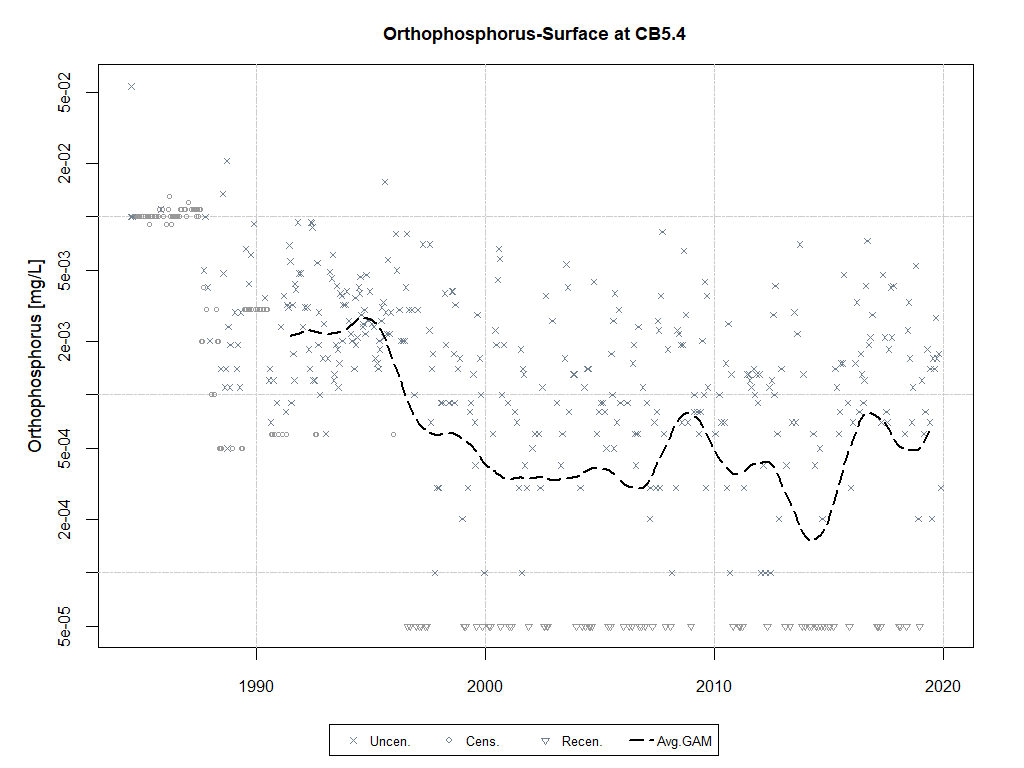 Orthophosphorus-Surface at CB5.4
Orthophosphorus [mg/L]
5e-02
2e-02
5e-03
2e-03
5e-04
2e-04
5e-05
1990 2000 2010 2020
Uncen. Cens. Recen. Avg.GAM